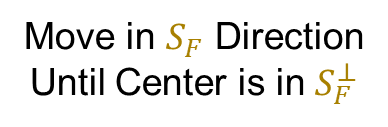 Move in S_F Direction
Until Center is in S_F^⊥